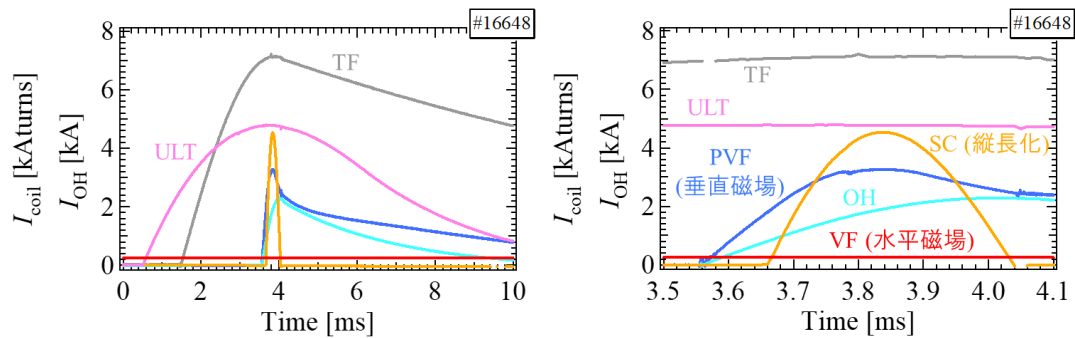 #16648
I_coil [kAturns]
I_OH [kA]
8
6
4
2
0
TF
ULT
0 2 4 6 8 10
Time [ms]
#16648
I_coil [kAturns]
I_OH [kA]
8
6
4
2
0
TF
ULT
SC (縦長化)
PVF
(垂直磁場)
OH
VF (水平磁場)
3.5 3.6 3.7 3.8 3.9 4.0 4.1
Time [ms]